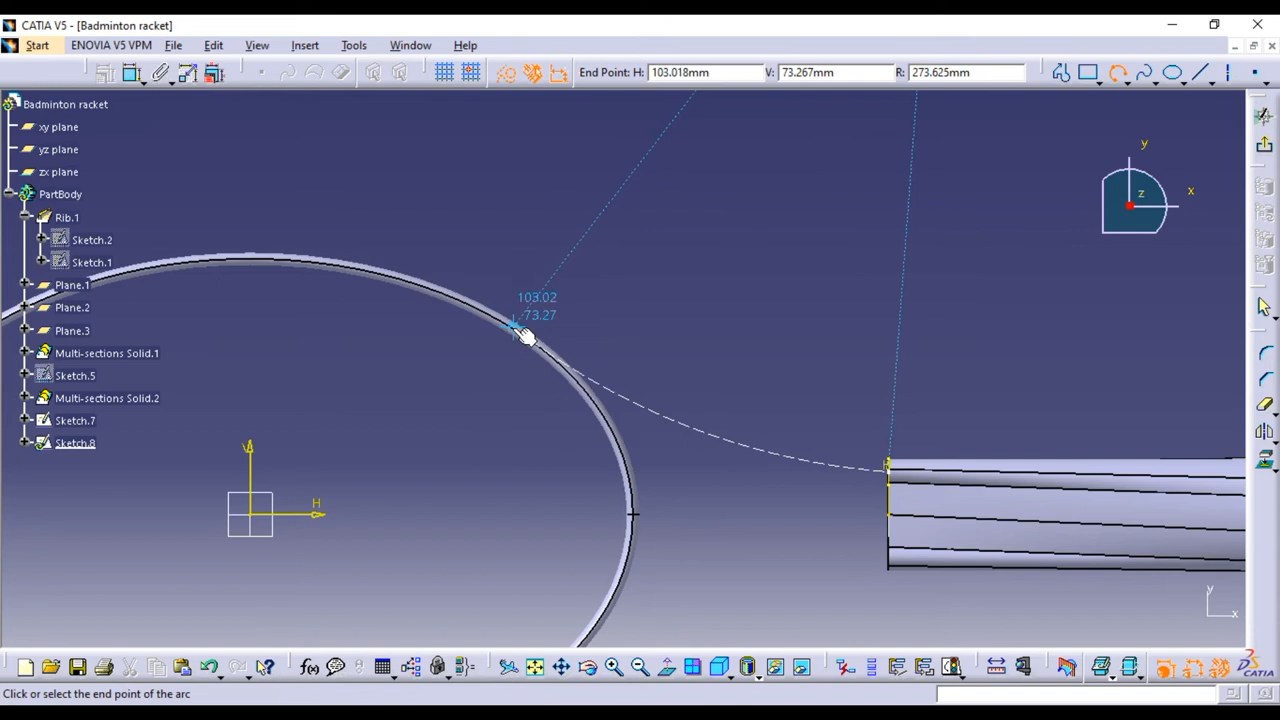 CATIA V5 - [Badminton racket]
Start ENOVIA V5 VPM File Edit View Insert Tools Window Help
End Point: H: 103.018mm V: 73.267mm R: 273.625mm
Badminton racket
xy plane
yz plane
zx plane
PartBody
Rib.1
Sketch.2
Sketch.1
Plane.1
Plane.2
Plane.3
Multi-sections Solid.1
Sketch.5
Multi-sections Solid.2
Sketch.7
Sketch.8
y
z
x
103.02
73.27
V
H
y
x
f(x)
CATIA
Click or select the end point of the arc